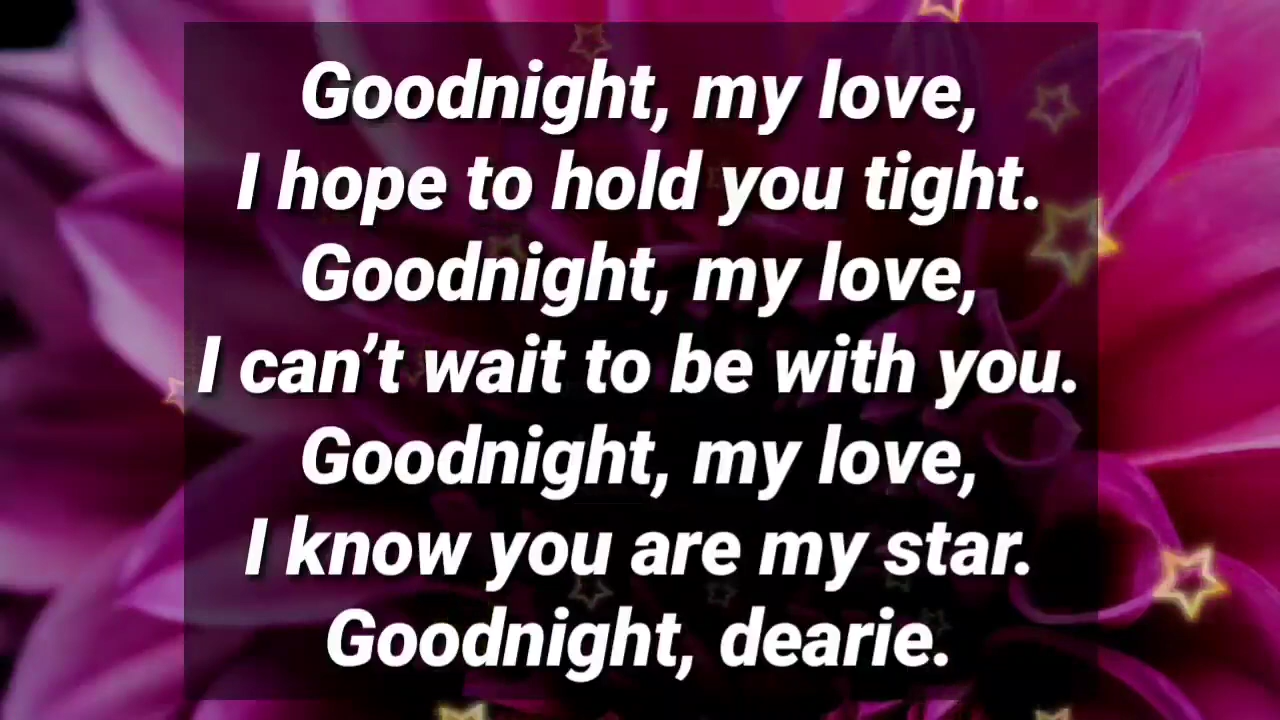 Goodnight, my love,
I hope to hold you tight.
Goodnight, my love,
I can’t wait to be with you.
Goodnight, my love,
I know you are my star.
Goodnight, dearie.